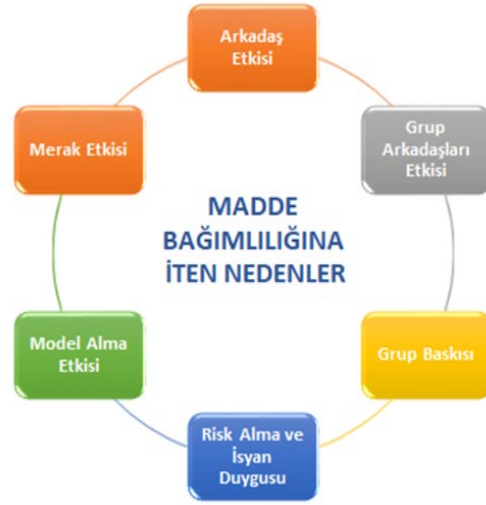 Arkadaş
Etkisi
Grup
Arkadaşları
Etkisi
Grup Baskısı
Risk Alma ve
İsyan
Duygusu
Model Alma
Etkisi
Merak Etkisi
MADDE
BAĞIMLILIĞINA
İTEN NEDENLER